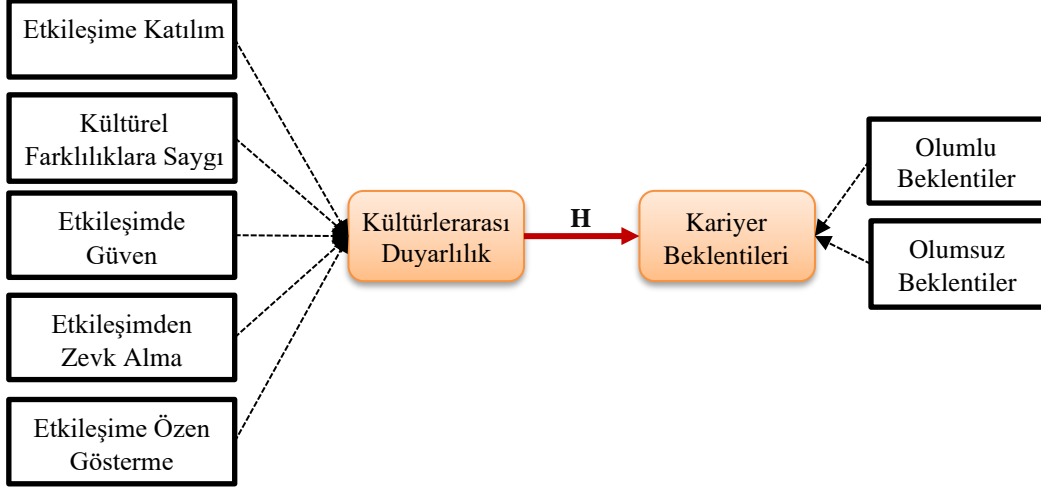 Etkileşime Katılım
Kültürel
Farklılıklara Saygı
Etkileşimde
Güven
Etkileşimden
Zevk Alma
Etkileşime Özen
Gösterme
Kültürlerarası
Duyarlılık
H
Kariyer
Beklentileri
Olumlu
Beklentiler
Olumsuz
Beklentiler